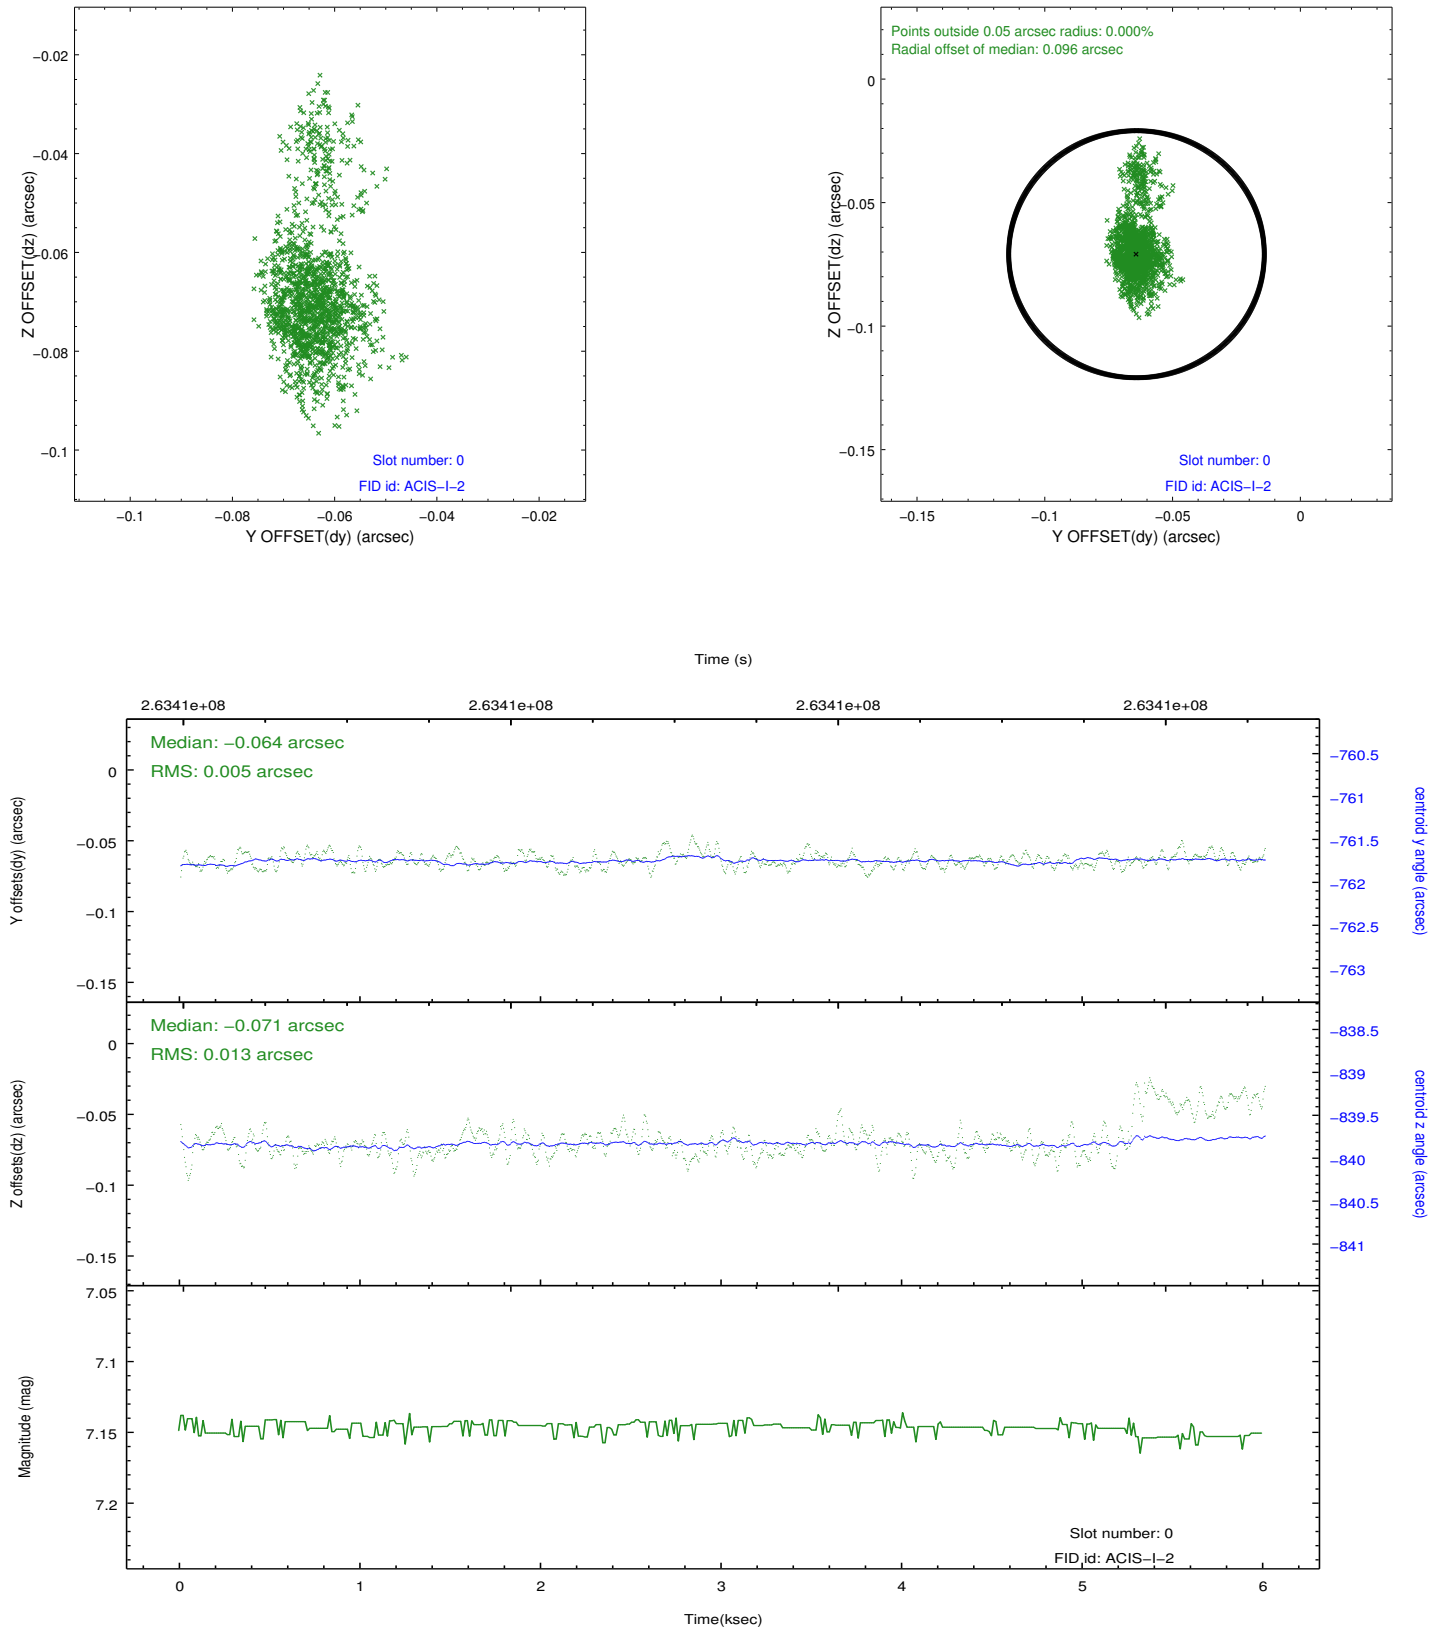 −0.02
−0.04
−0.06
−0.08
−0.1
Z OFFSET(dz) (arcsec)
Slot number: 0
FID id: ACIS−I−2
−0.1
−0.08
−0.06
−0.04
−0.02
Y OFFSET(dy) (arcsec)
Points outside 0.05 arcsec radius: 0.000%
Radial offset of median: 0.096 arcsec
0
−0.05
−0.1
−0.15
Z OFFSET(dz) (arcsec)
Slot number: 0
FID id: ACIS−I−2
−0.15
−0.1
−0.05
0
Y OFFSET(dy) (arcsec)
Time (s)
2.6341e+08
2.6341e+08
2.6341e+08
2.6341e+08
Median: −0.064 arcsec
RMS: 0.005 arcsec
0
−0.05
−0.1
−0.15
Y offsets(dy) (arcsec)
−760.5
−761
−761.5
−762
−762.5
−763
centroid y angle (arcsec)
Median: −0.071 arcsec
RMS: 0.013 arcsec
0
−0.05
−0.1
−0.15
Z offsets(dz) (arcsec)
−838.5
−839
−839.5
−840
−840.5
−841
centroid z angle (arcsec)
7.05
7.1
7.15
7.2
Magnitude (mag)
Slot number: 0
FID id: ACIS−I−2
0
1
2
3
4
5
6
Time(ksec)